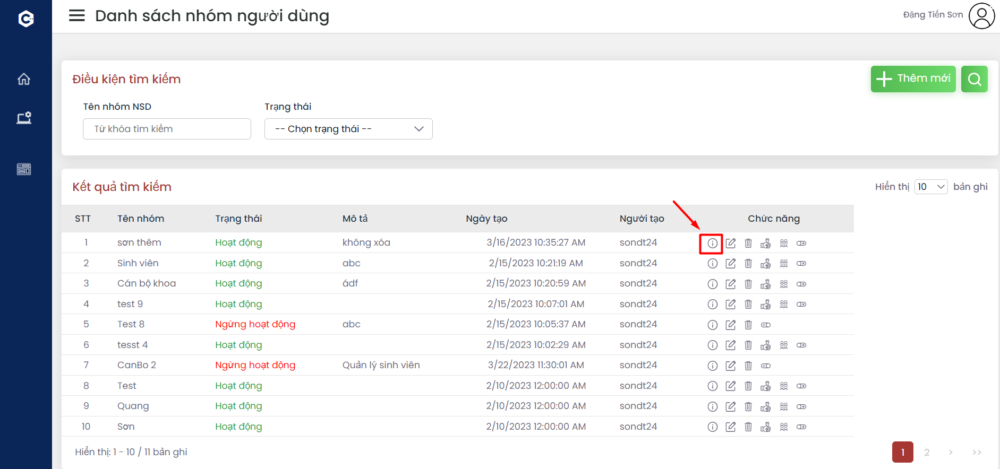 Danh sách nhóm người dùng
Đặng Tiến Sơn
Điều kiện tìm kiếm
Thêm mới
Tên nhóm NSD
Trạng thái
Từ khóa tìm kiếm
-- Chọn trạng thái --
Kết quả tìm kiếm
Hiển thị 10 bản ghi
STT Tên nhóm Trạng thái Mô tả Ngày tạo Người tạo Chức năng
1 sơn thêm Hoạt động không xóa 3/16/2023 10:35:27 AM sondt24
2 Sinh viên Hoạt động abc 2/15/2023 10:21:19 AM sondt24
3 Cán bộ khoa Hoạt động ádf 2/15/2023 10:20:59 AM sondt24
4 test 9 Hoạt động 2/15/2023 10:07:01 AM sondt24
5 Test 8 Ngừng hoạt động abc 2/15/2023 10:05:37 AM sondt24
6 tesst 4 Hoạt động 2/15/2023 10:02:29 AM sondt24
7 CanBo 2 Ngừng hoạt động Quản lý sinh viên 3/22/2023 11:30:01 AM sondt24
8 Test Hoạt động 2/10/2023 12:00:00 AM sondt24
9 Quang Hoạt động 2/10/2023 12:00:00 AM sondt24
10 Sơn Hoạt động 2/10/2023 12:00:00 AM sondt24
Hiển thị: 1 - 10 / 11 bản ghi
1 2 > >>